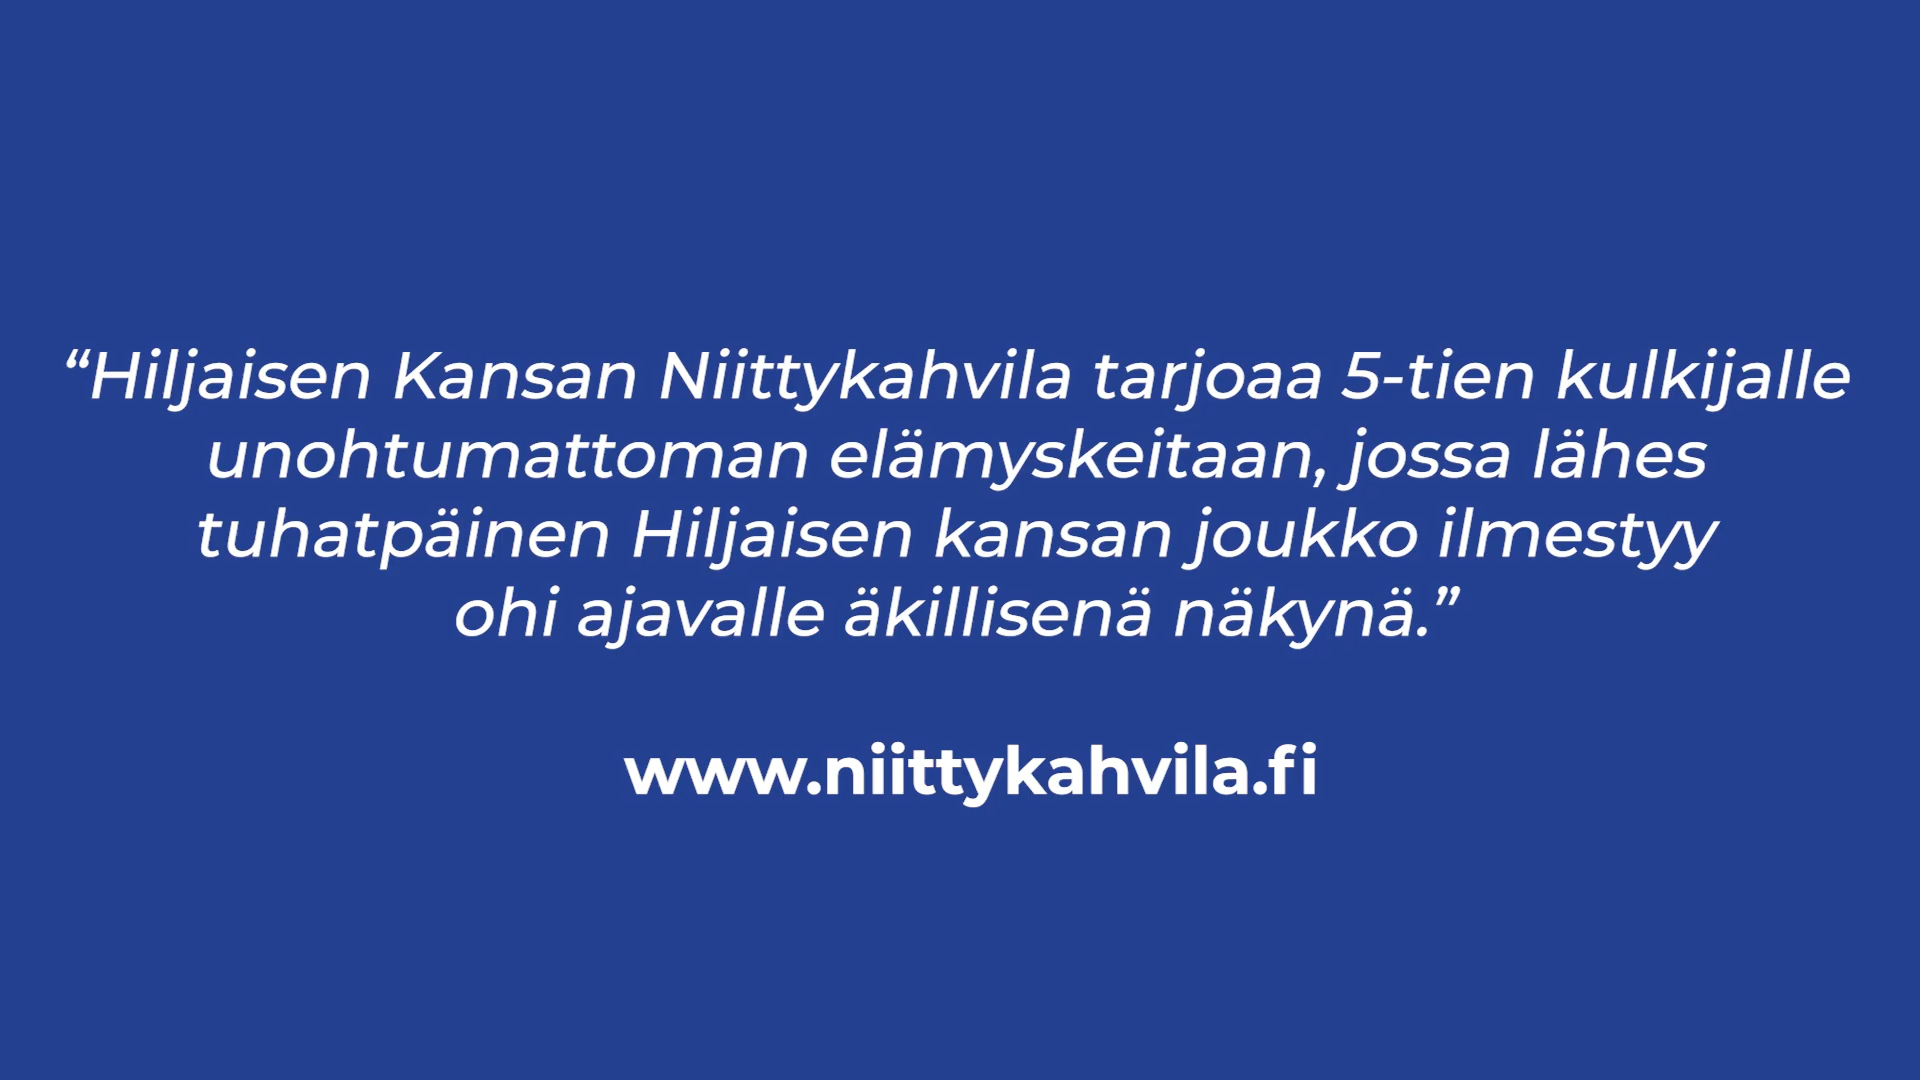 “Hiljaisen Kansan Niittykahvila tarjoaa 5-tien kulkijalle
unohtumattoman elämyskeitaan, jossa lähes
tuhatpäinen Hiljaisen kansan joukko ilmestyy
ohi ajavalle äkillisenä näkynä.”
www.niittykahvila.fi